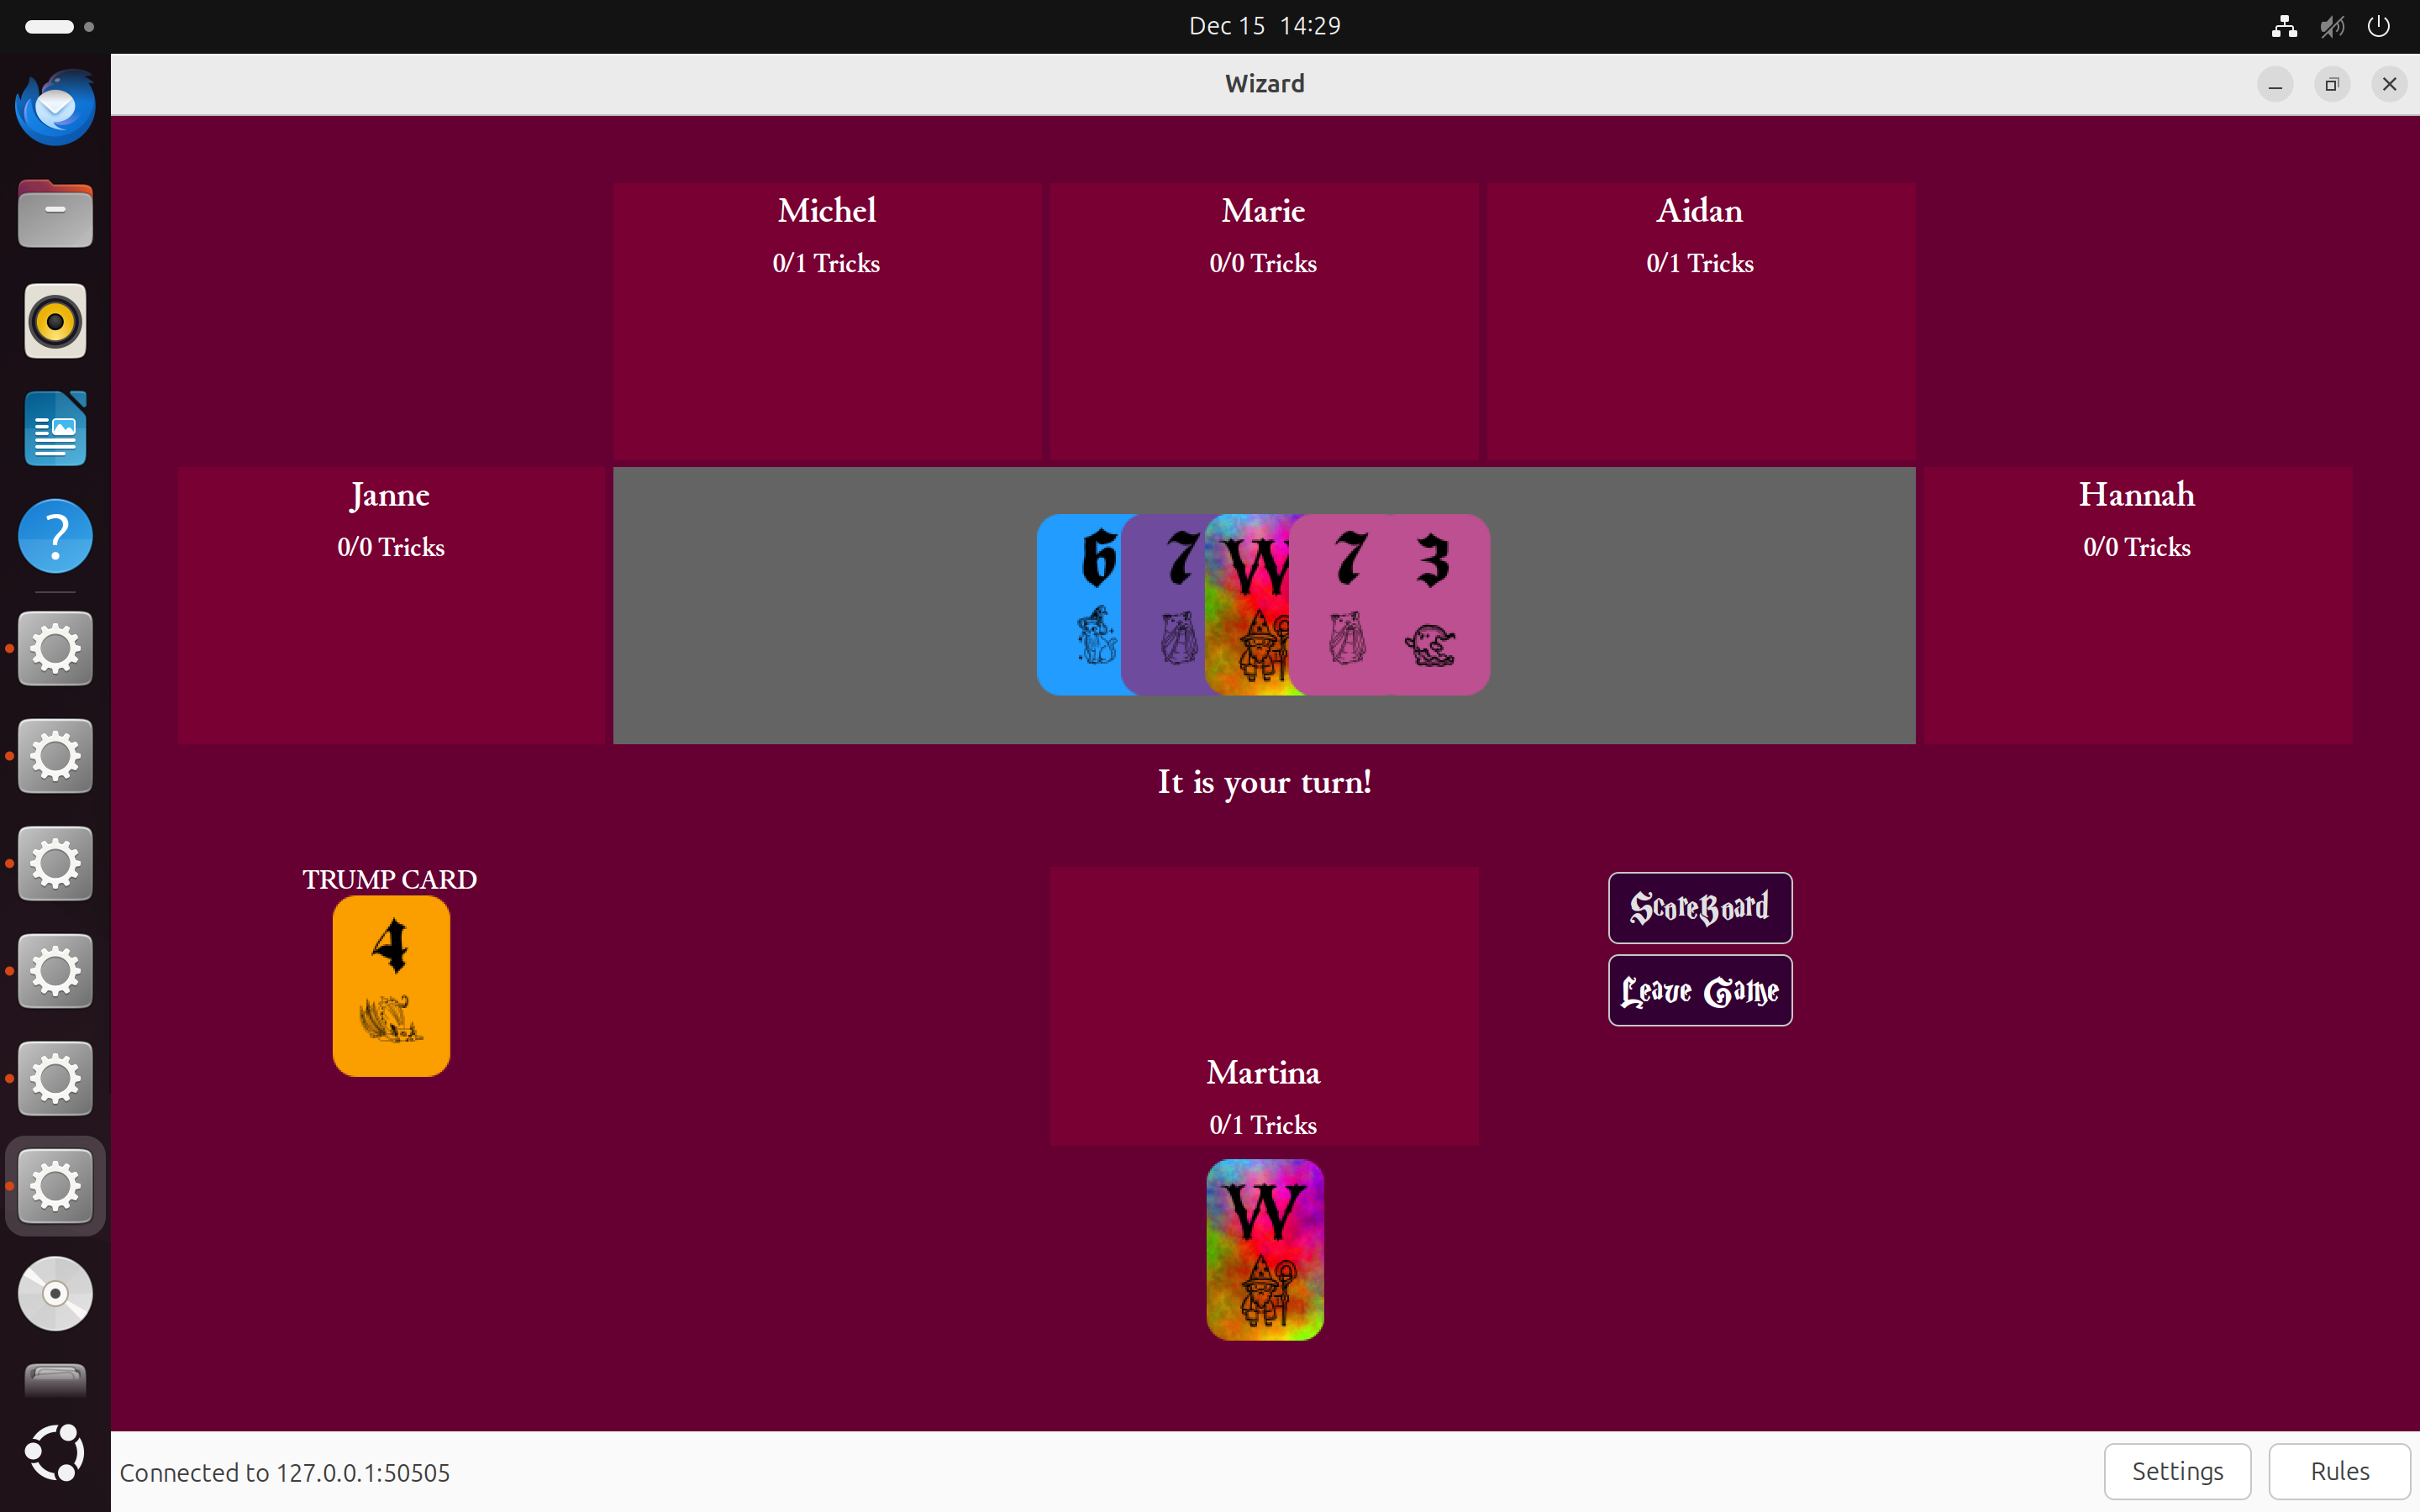 Dec 15 14:29
Wizard
Michel
0/1 Tricks
Marie
0/0 Tricks
Aidan
0/1 Tricks
Janne
0/0 Tricks
6
7
W
7
3
Hannah
0/0 Tricks
It is your turn!
TRUMP CARD
4
ScoreBoard
Leave Game
Martina
0/1 Tricks
W
Connected to 127.0.0.1:50505
Settings
Rules